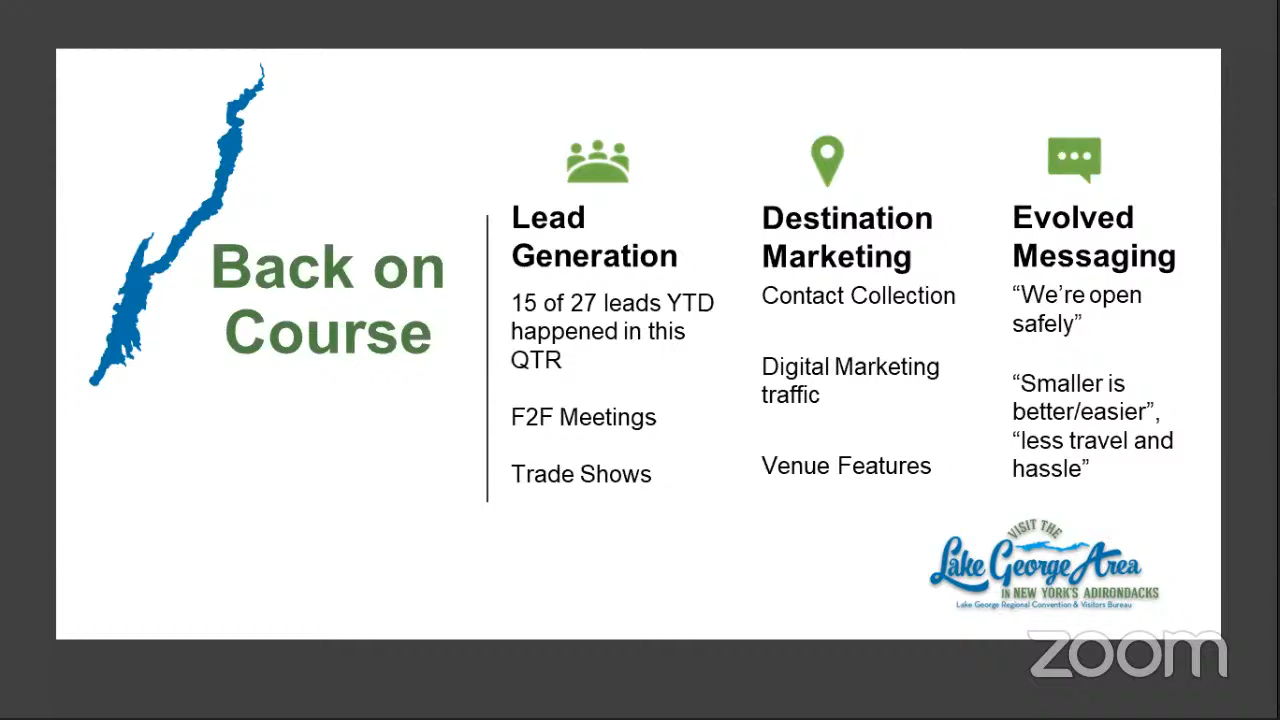 Back on
Course
Lead
Generation
15 of 27 leads YTD
happened in this
QTR
F2F Meetings
Trade Shows
Destination
Marketing
Contact Collection
Digital Marketing
traffic
Venue Features
Evolved
Messaging
“We’re open
safely”
“Smaller is
better/easier”,
“less travel and
hassle”
VISIT THE
Lake George Area
IN NEW YORK'S ADIRONDACKS
Lake George Regional Convention & Visitors Bureau
zoom